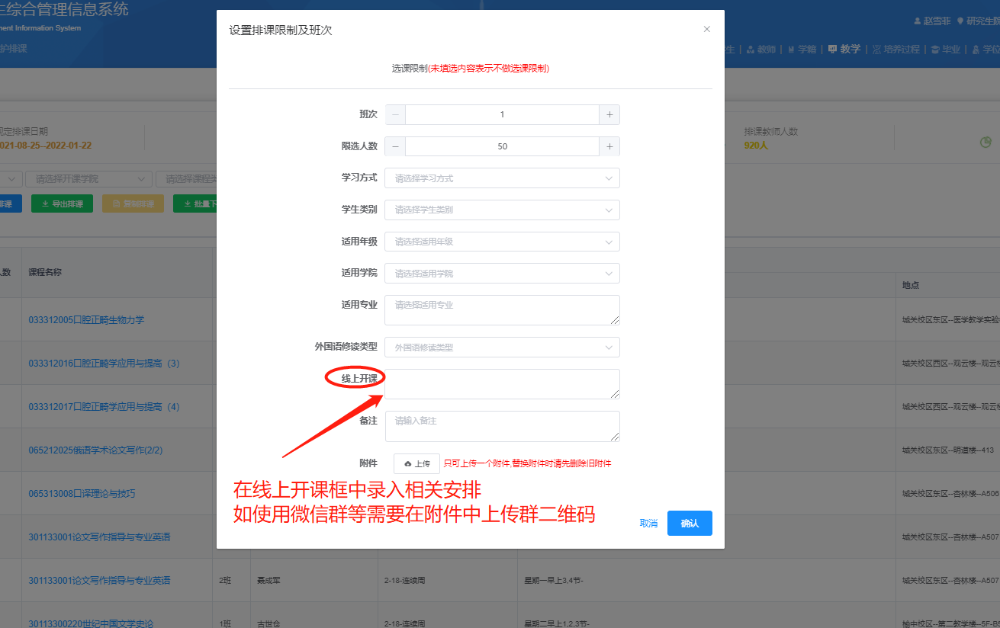 生综合管理信息系统
ment Information System
护排课
赵雪菲 研究生院
生 | 教师 | 学籍 | 教学 | 培养过程 | 毕业 | 学位
设置排课限制及班次
选课限制(未填选内容表示不做选课限制)
规定排课日期
2021-08-25--2022-01-22
排课教师人数
920人
请选择开课学院
请选择课程类
排课
导出排课
复制排课
批量下
班次 1
限选人数 50
学习方式 请选择学习方式
学生类别 请选择学生类别
适用年级 请选择适用年级
适用学院 请选择适用学院
适用专业 请选择适用专业
外国语修读类型 外国语修读类型
线上开课
备注 请输入备注
附件 上传 只可上传一个附件,替换附件时请先删除旧附件
在线上开课框中录入相关安排
如使用微信群等需要在附件中上传群二维码
取消 确认
人数 课程名称 地点
033312005口腔正畸生物力学 城关校区东区--医学教学实验
033312016口腔正畸学应用与提高（3） 城关校区西区--观云楼--观云楼
033312017口腔正畸学应用与提高（4） 城关校区西区--观云楼--观云楼
065212025俄语学术论文写作(2/2) 城关校区东区--明道楼--413
065313008口译理论与技巧 城关校区东区--杏林楼--A506
301133001论文写作指导与专业英语 城关校区东区--杏林楼--A507
301133001论文写作指导与专业英语 2班 聂成军 2-18-连续周 星期一早上3,4节- 城关校区东区--杏林楼--A507
30113300220世纪中国文学史论 1班 古世仓 2-18-连续周 星期二早上1,2,3节- 榆中校区--第二教学楼--5F-B5